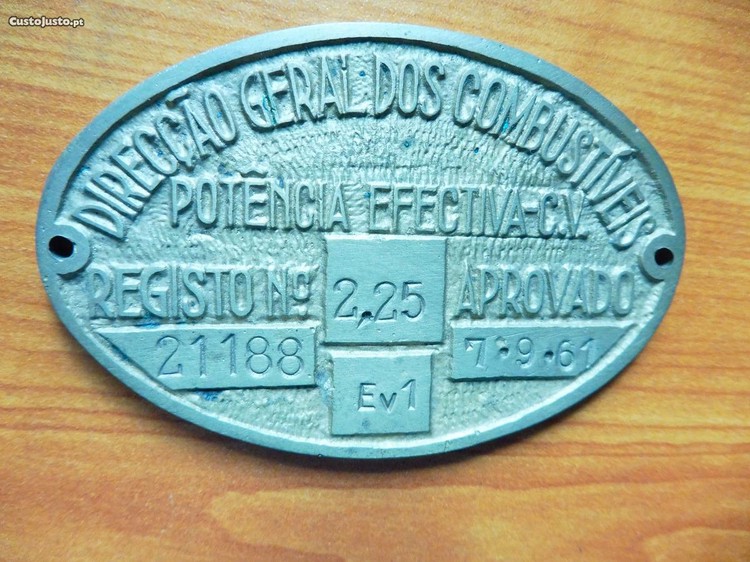 CustoJusto.pt
DIRECÇÃO GERAL DOS COMBUSTÍVEIS
POTÊNCIA EFECTIVA-C.V.
REGISTO Nº 2,25 APROVADO
21188 7·9·61
Ev1